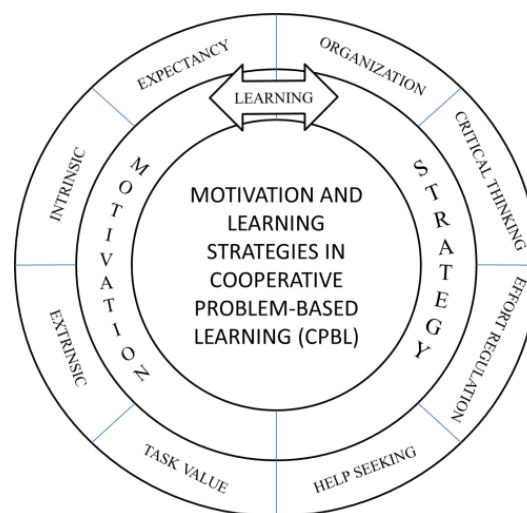 EXPECTANCY
ORGANIZATION
LEARNING
INTRINSIC
CRITICAL THINKING
MOTIVATION
STRATEGY
MOTIVATION AND
LEARNING
STRATEGIES IN
COOPERATIVE
PROBLEM-BASED
LEARNING (CPBL)
EXTRINSIC
EFFORT REGULATION
TASK VALUE
HELP SEEKING